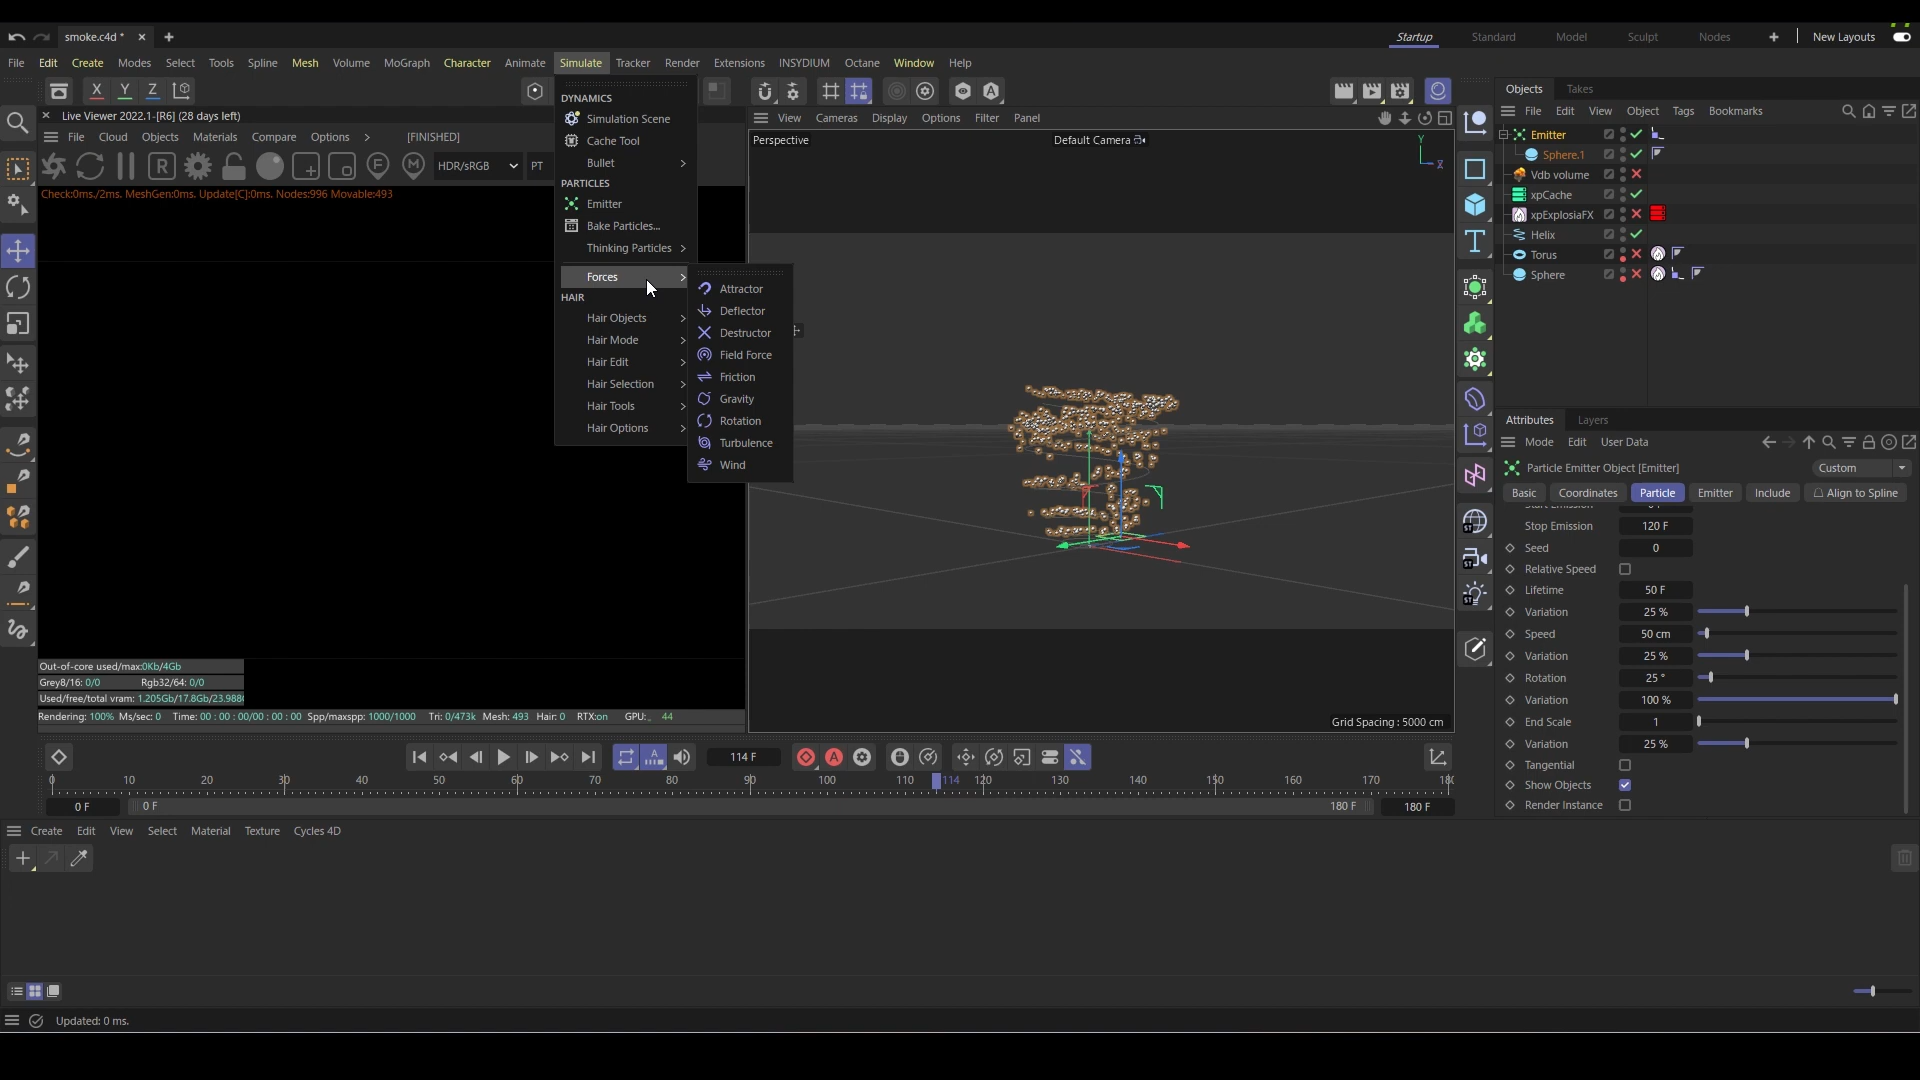 smoke.c4d *
Startup Standard Model Sculpt Nodes New Layouts
File Edit Create Modes Select Tools Spline Mesh Volume MoGraph Character Animate Simulate Tracker Render Extensions INSYDIUM Octane Window Help
X Y Z
Live Viewer 2022.1-[R6] (28 days left)
File Cloud Objects Materials Compare Options > [FINISHED]
HDR/sRGB PT
Check:0ms./2ms. MeshGen:0ms. Update[C]:0ms. Nodes:996 Movable:493
DYNAMICS
Simulation Scene
Cache Tool
Bullet
PARTICLES
Emitter
Bake Particles...
Thinking Particles
Forces
HAIR
Hair Objects
Hair Mode
Hair Edit
Hair Selection
Hair Tools
Hair Options
Attractor
Deflector
Destructor
Field Force
Friction
Gravity
Rotation
Turbulence
Wind
View Cameras Display Options Filter Panel
Perspective
Default Camera
Y
Z
Grid Spacing : 5000 cm
Out-of-core used/max:0Kb/4Gb
Grey8/16: 0/0 Rgb32/64: 0/0
Used/free/total vram: 1.205Gb/17.8Gb/23.988
Rendering: 100% Ms/sec: 0 Time: 00 : 00 : 00/00 : 00 : 00 Spp/maxspp: 1000/1000 Tri: 0/473k Mesh: 493 Hair: 0 RTX:on GPU: 44
Objects Takes
File Edit View Object Tags Bookmarks
Emitter
Sphere.1
Vdb volume
xpCache
xpExplosiaFX
Helix
Torus
Sphere
Attributes Layers
Mode Edit User Data
Particle Emitter Object [Emitter]
Custom
Basic Coordinates Particle Emitter Include Align to Spline
Stop Emission 120 F
Seed 0
Relative Speed
Lifetime 50 F
Variation 25 %
Speed 50 cm
Variation 25 %
Rotation 25 °
Variation 100 %
End Scale 1
Variation 25 %
Tangential
Show Objects
Render Instance
114 F
0 10 20 30 40 50 60 70 80 90 100 110 114 120 130 140 150 160 170 18
0 F 0 F 180 F 180 F
Create Edit View Select Material Texture Cycles 4D
Updated: 0 ms.